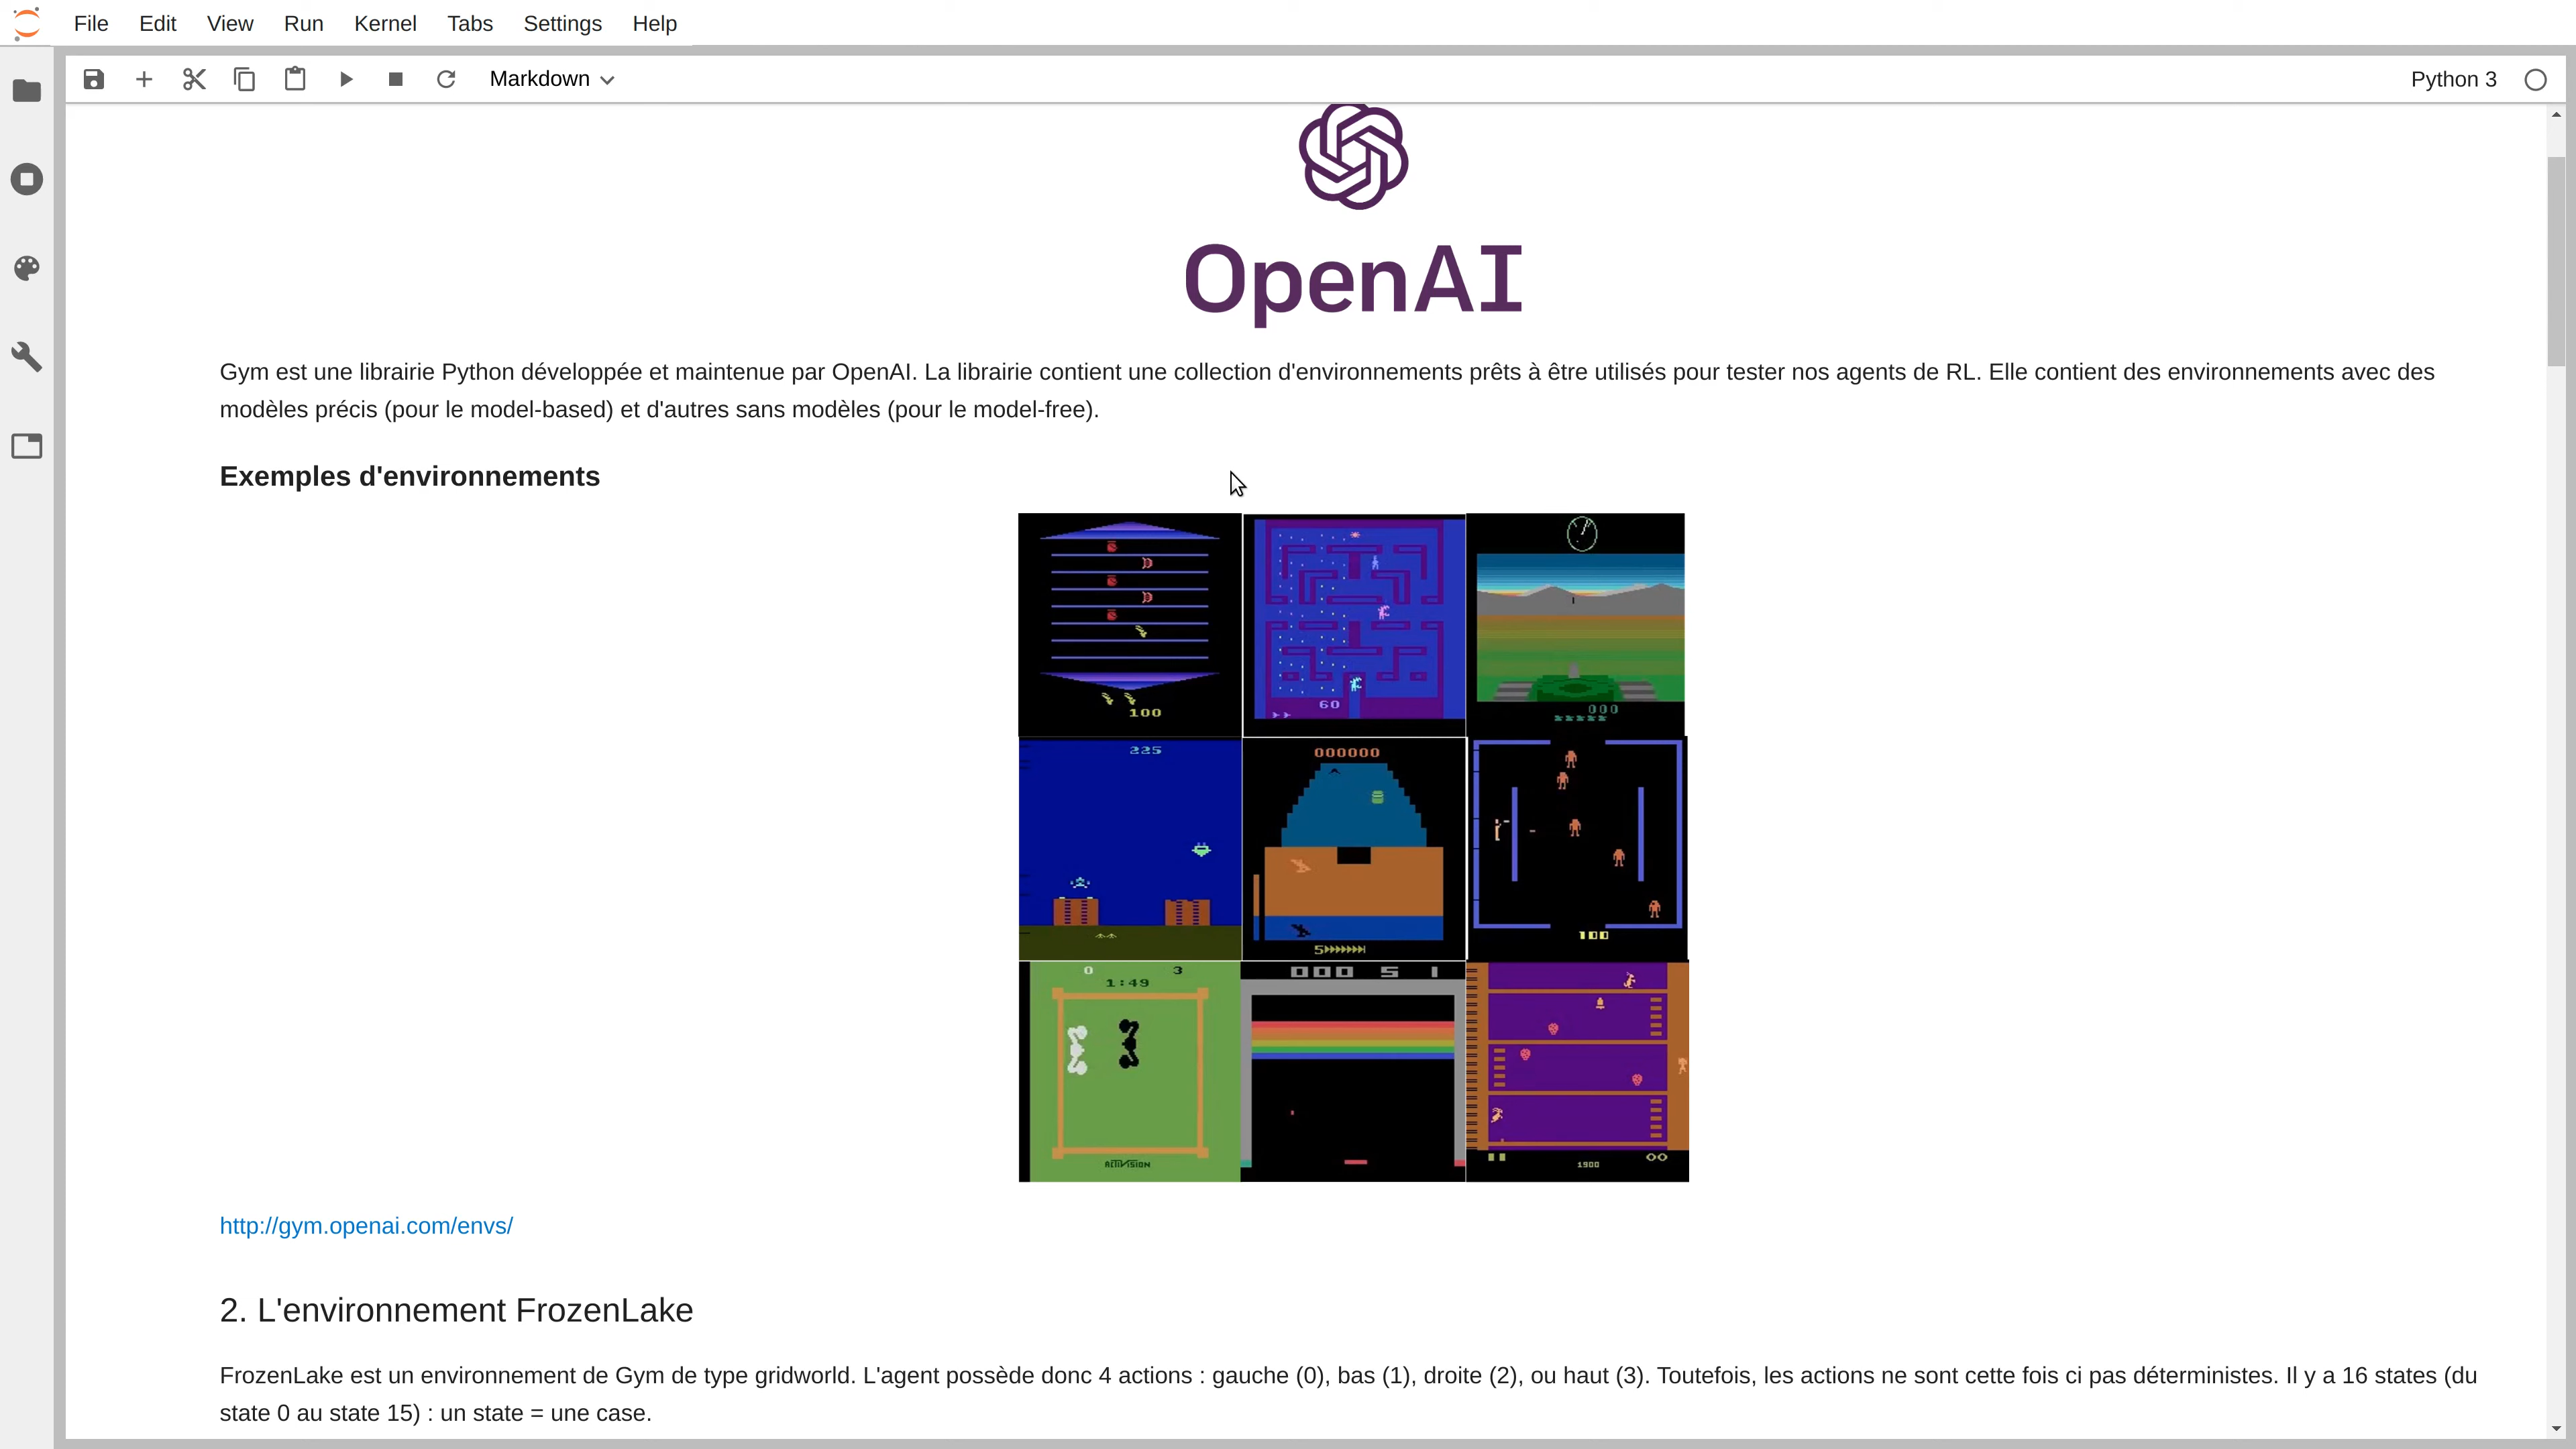 File Edit View Run Kernel Tabs Settings Help
Markdown
Python 3
OpenAI
Gym est une librairie Python développée et maintenue par OpenAI. La librairie contient une collection d'environnements prêts à être utilisés pour tester nos agents de RL. Elle contient des environnements avec des
modèles précis (pour le model-based) et d'autres sans modèles (pour le model-free).
Exemples d'environnements
100
60
000
225
000000
5
100
0 3
1:49
ACTIVISION
000 5 1
1900
http://gym.openai.com/envs/
2. L'environnement FrozenLake
FrozenLake est un environnement de Gym de type gridworld. L'agent possède donc 4 actions : gauche (0), bas (1), droite (2), ou haut (3). Toutefois, les actions ne sont cette fois ci pas déterministes. Il y a 16 states (du
state 0 au state 15) : un state = une case.